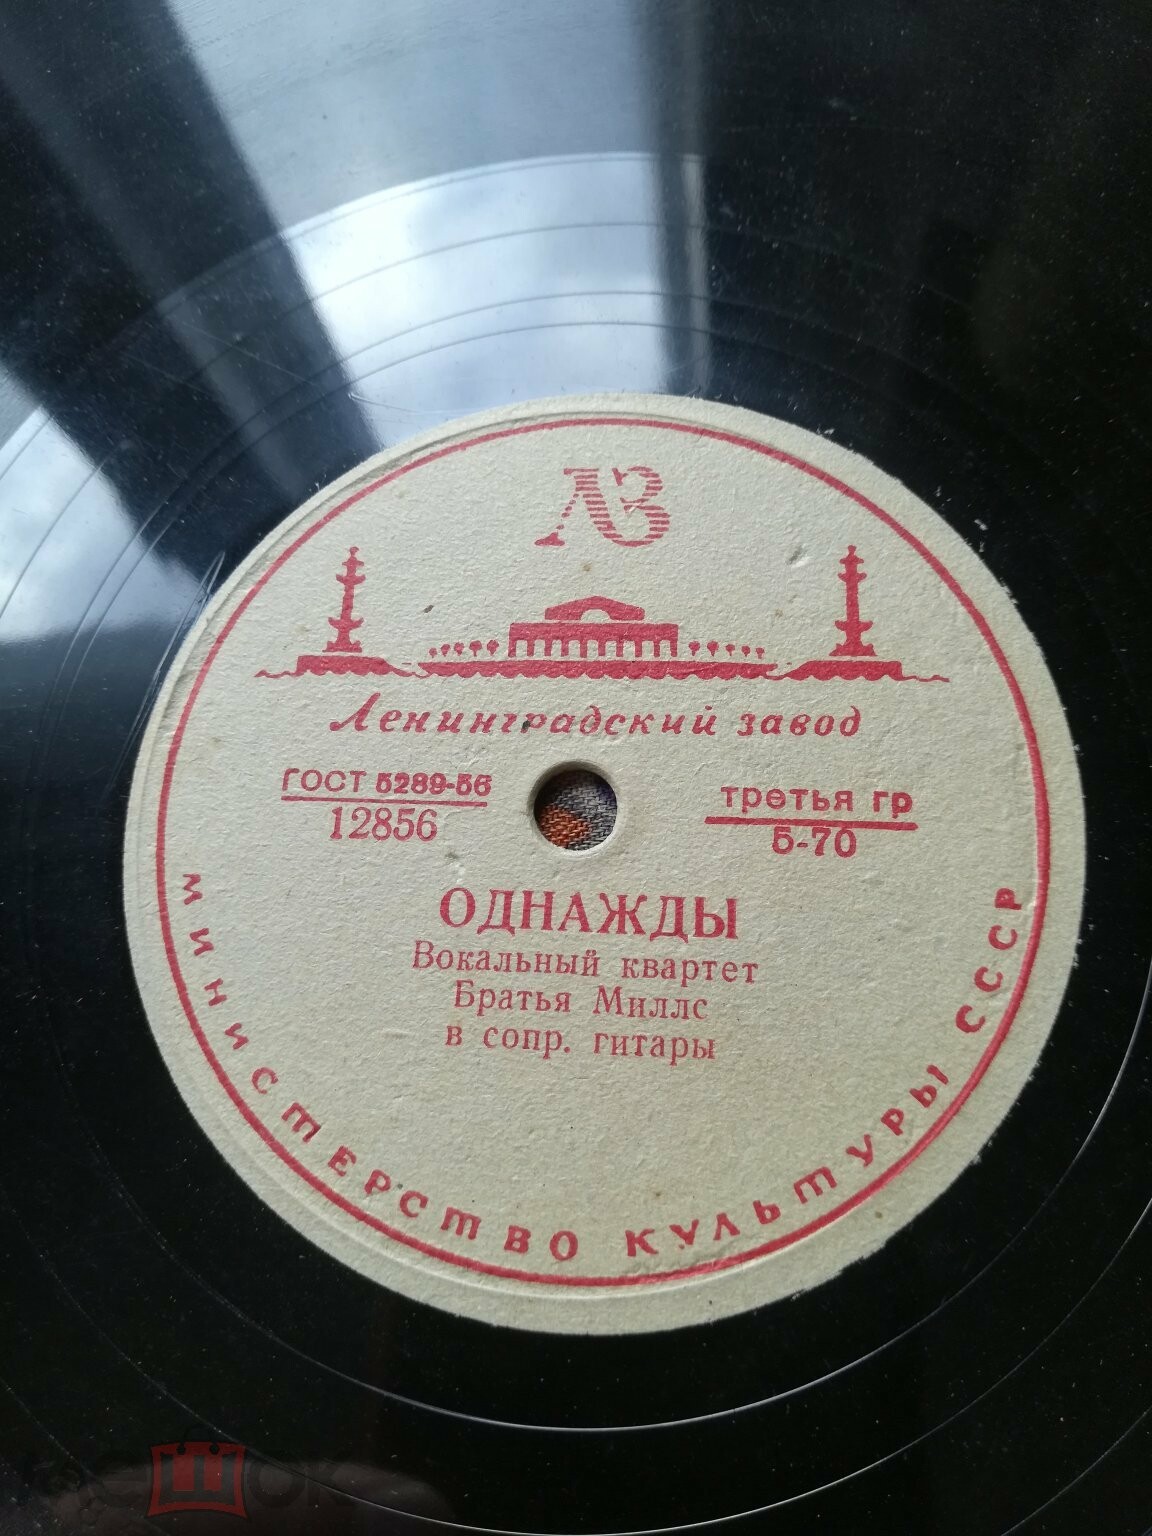 ЛЗ
Ленинградский завод
ГОСТ 5289-56
12856
третья гр
5-70
ОДНАЖДЫ
Вокальный квартет
Братья Миллс
в сопр. гитары
МИНИСТЕРСТВО КУЛЬТУРЫ СССР
мешок